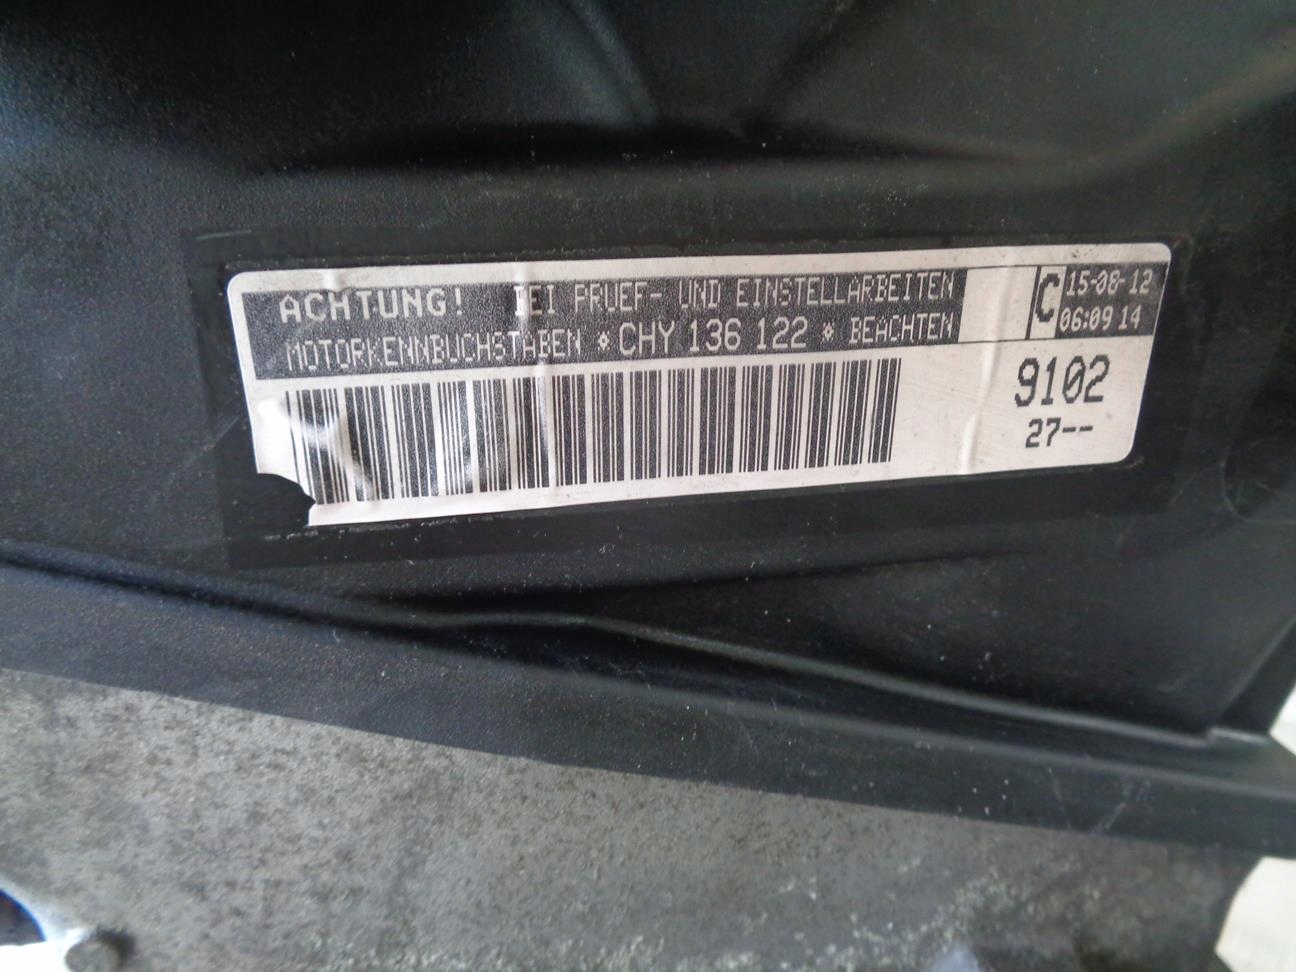 ACHTUNG! BEI PRUEF- UND EINSTELLARBEITEN
MOTORKENNBUCHSTABEN * CHY 136 122 * BEACHTEN
C
15-08-12
06:09 14
9102
27--